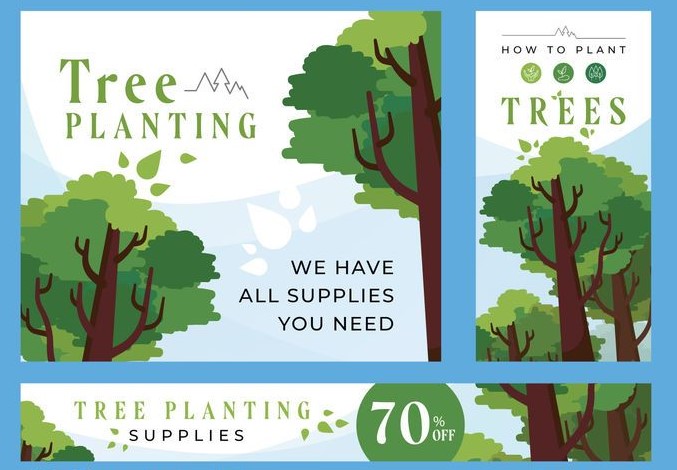 Tree
PLANTING
WE HAVE
ALL SUPPLIES
YOU NEED
HOW TO PLANT
TREES
TREE PLANTING
SUPPLIES
70%
OFF